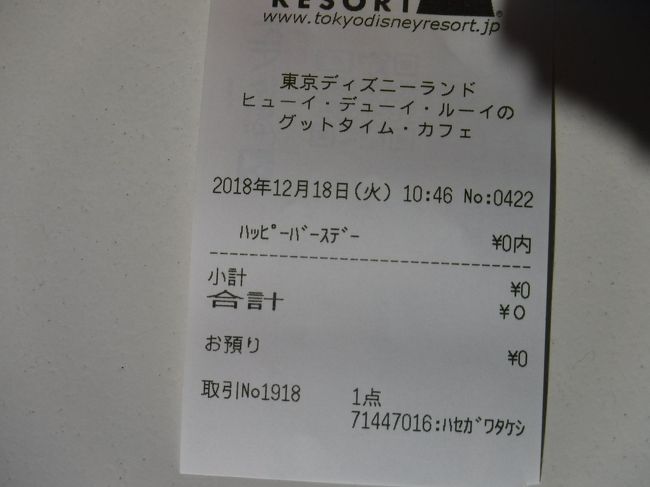 RESORT
www.tokyodisneyresort.jp
東京ディズニーランド
ヒューイ・デューイ・ルーイの
グットタイム・カフェ
2018年12月18日(火) 10:46 No:0422
ﾊｯﾋﾟｰﾊﾞｰｽﾃﾞｰ ¥0内
小計 ¥0
合計 ¥0
お預り ¥0
取引No1918 1点
71447016:ﾊｾｶﾞﾜﾀｹｼ